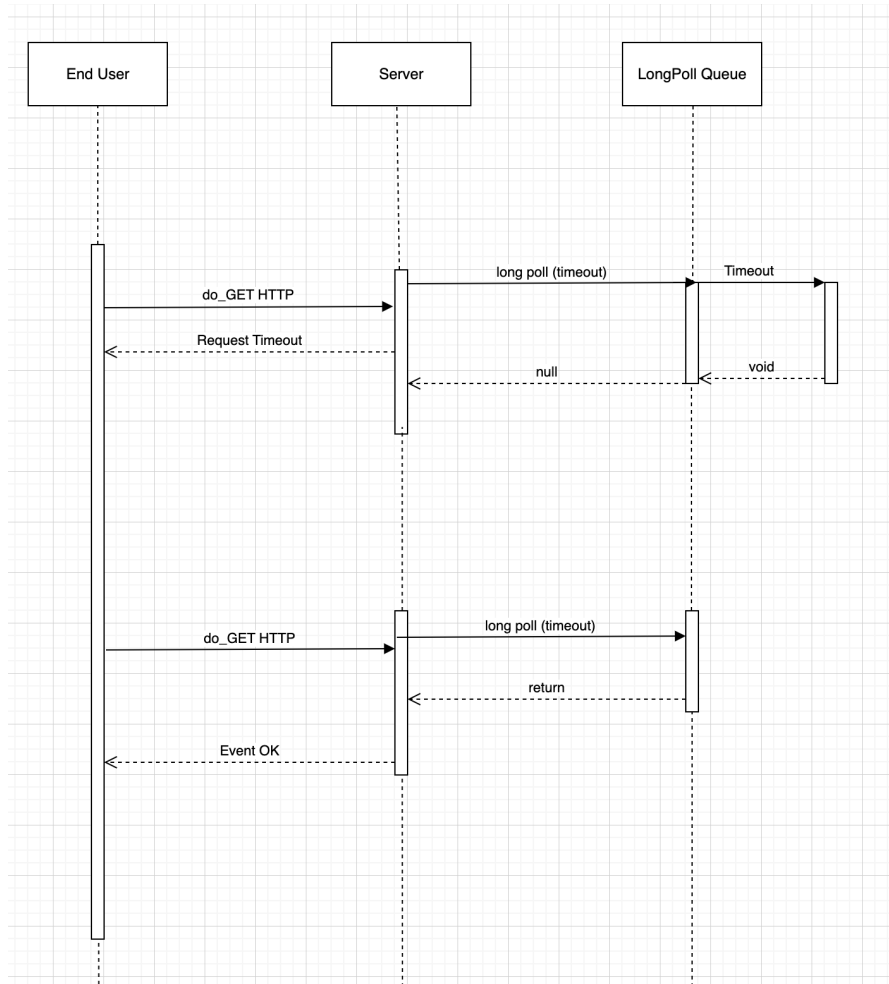 End User
Server
LongPoll Queue
long poll (timeout)
Timeout
do_GET HTTP
Request Timeout
void
null
long poll (timeout)
do_GET HTTP
return
Event OK